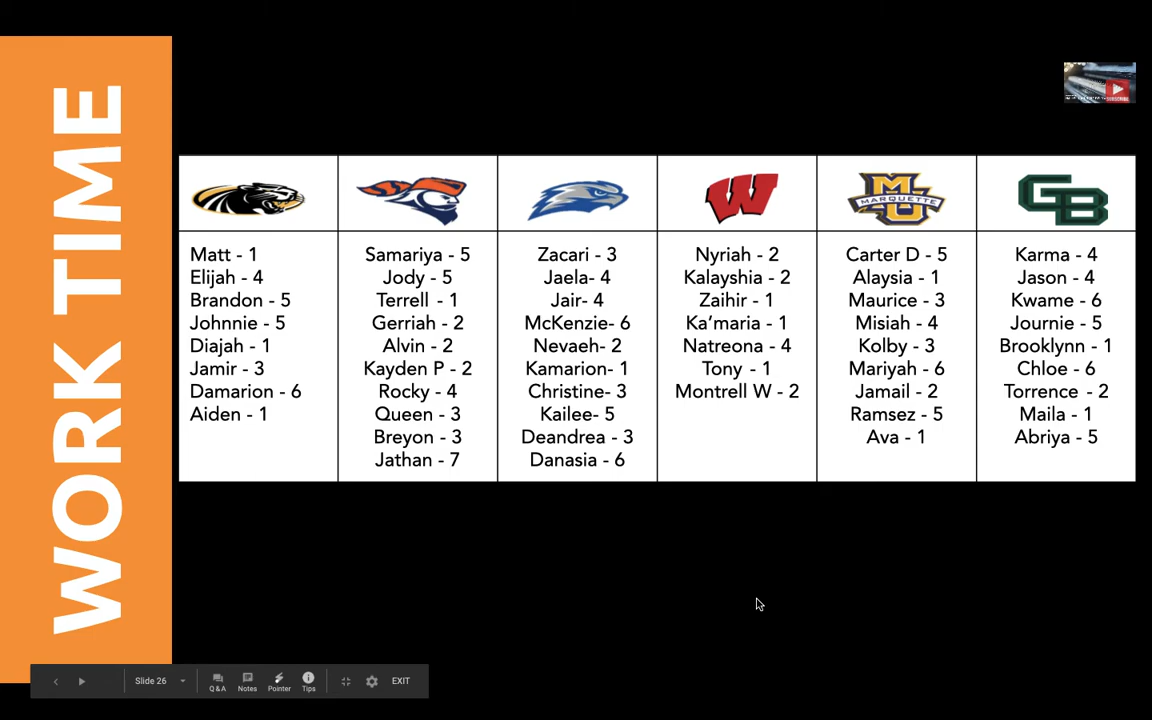 WORK TIME
SUBSCRIBE
W
MU
MARQUETTE
GB
Matt - 1
Elijah - 4
Brandon - 5
Johnnie - 5
Diajah - 1
Jamir - 3
Damarion - 6
Aiden - 1
Samariya - 5
Jody - 5
Terrell - 1
Gerriah - 2
Alvin - 2
Kayden P - 2
Rocky - 4
Queen - 3
Breyon - 3
Jathan - 7
Zacari - 3
Jaela- 4
Jair- 4
McKenzie- 6
Nevaeh- 2
Kamarion- 1
Christine- 3
Kailee- 5
Deandrea - 3
Danasia - 6
Nyriah - 2
Kalayshia - 2
Zaihir - 1
Ka’maria - 1
Natreona - 4
Tony - 1
Montrell W - 2
Carter D - 5
Alaysia - 1
Maurice - 3
Misiah - 4
Kolby - 3
Mariyah - 6
Jamail - 2
Ramsez - 5
Ava - 1
Karma - 4
Jason - 4
Kwame - 6
Journie - 5
Brooklynn - 1
Chloe - 6
Torrence - 2
Maila - 1
Abriya - 5
Slide 26
Q&A
Notes
Pointer
Tips
EXIT